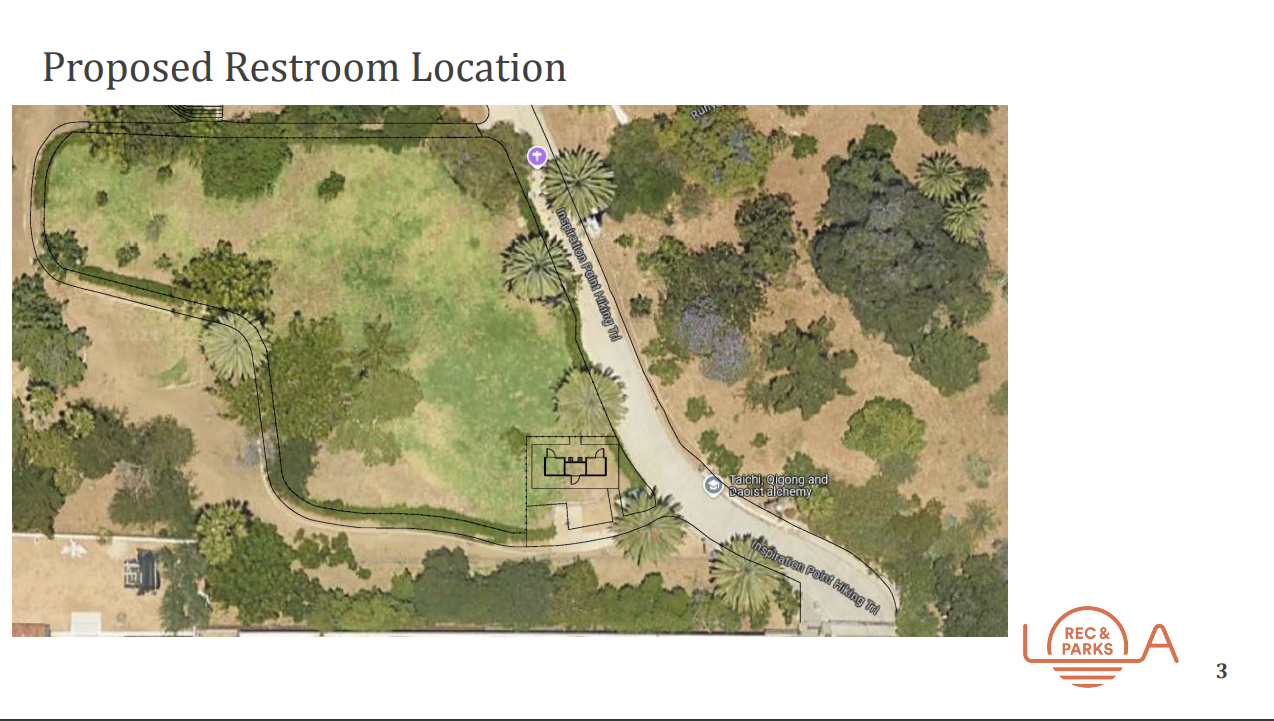 Proposed Restroom Location
Inspiration Point Hiking Trl
Taichi, Qigong and
Daoist alchemy
Inspiration Point Hiking Trl
REC &
PARKS
L A
3